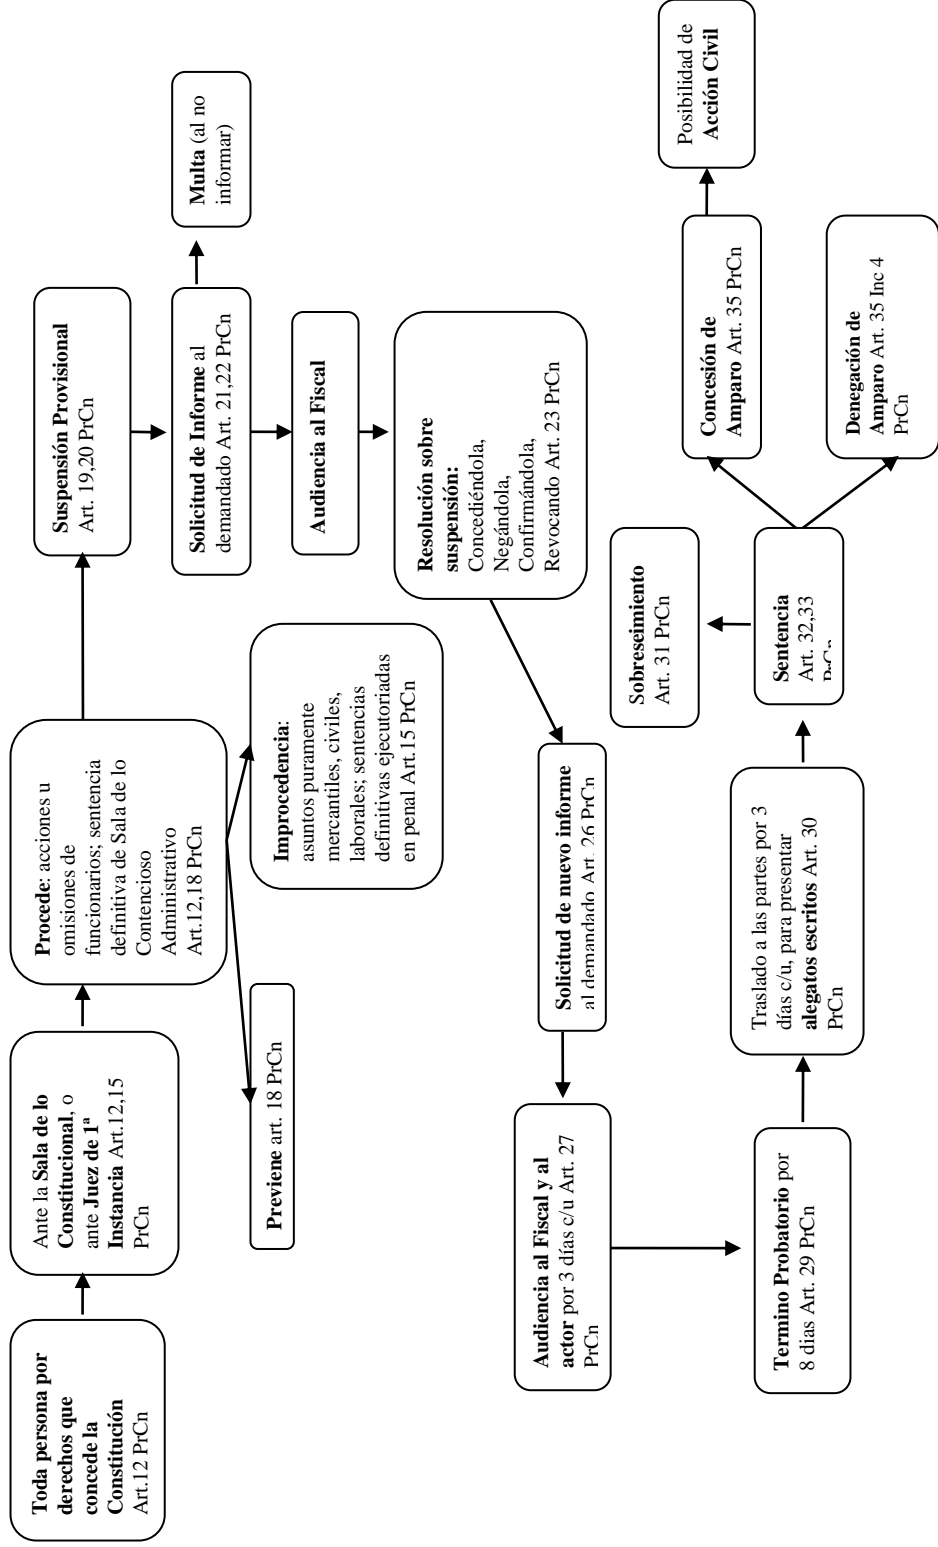 Toda persona por
derechos que
concede la
Constitución
Art.12 PrCn
Ante la Sala de lo
Constitucional, o
ante Juez de 1ª
Instancia Art.12,15
PrCn
Procede: acciones u
omisiones de
funcionarios; sentencia
definitiva de Sala de lo
Contencioso
Administrativo
Art.12,18 PrCn
Suspensión Provisional
Art. 19,20 PrCn
Previene art. 18 PrCn
Improcedencia:
asuntos puramente
mercantiles, civiles,
laborales; sentencias
definitivas ejecutoriadas
en penal Art.15 PrCn
Solicitud de Informe al
demandado Art. 21,22 PrCn
Multa (al no
informar)
Audiencia al Fiscal
Resolución sobre
suspensión:
Concediéndola,
Negándola,
Confirmándola,
Revocando Art. 23 PrCn
Solicitud de nuevo informe
al demandado Art. 26 PrCn
Audiencia al Fiscal y al
actor por 3 días c/u Art. 27
PrCn
Termino Probatorio por
8 dias Art. 29 PrCn
Traslado a las partes por 3
días c/u, para presentar
alegatos escritos Art. 30
PrCn
Sentencia
Art. 32,33
PrCn
Sobreseimiento
Art. 31 PrCn
Concesión de
Amparo Art. 35 PrCn
Posibilidad de
Acción Civil
Denegación de
Amparo Art. 35 Inc 4
PrCn